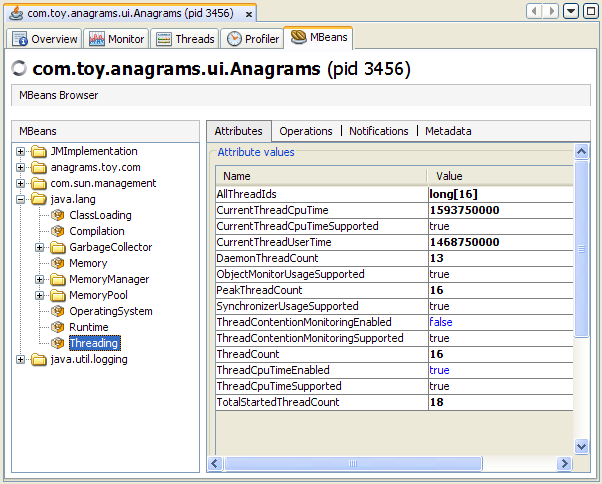 com.toy.anagrams.ui.Anagrams (pid 3456)
Overview Monitor Threads Profiler MBeans
com.toy.anagrams.ui.Anagrams (pid 3456)
MBeans Browser
MBeans
JMImplementation
anagrams.toy.com
com.sun.management
java.lang
ClassLoading
Compilation
GarbageCollector
Memory
MemoryManager
MemoryPool
OperatingSystem
Runtime
Threading
java.util.logging
Attributes Operations Notifications Metadata
Attribute values
Name Value
AllThreadIds long[16]
CurrentThreadCpuTime 1593750000
CurrentThreadCpuTimeSupported true
CurrentThreadUserTime 1468750000
DaemonThreadCount 13
ObjectMonitorUsageSupported true
PeakThreadCount 16
SynchronizerUsageSupported true
ThreadContentionMonitoringEnabled false
ThreadContentionMonitoringSupported true
ThreadCount 16
ThreadCpuTimeEnabled true
ThreadCpuTimeSupported true
TotalStartedThreadCount 18